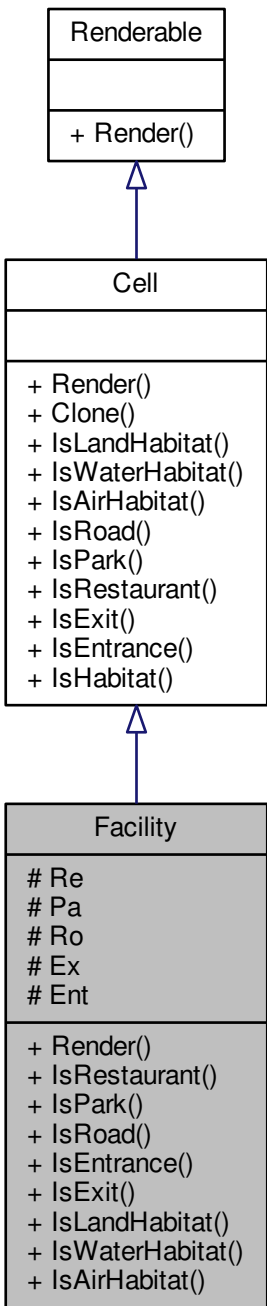 Renderable
+ Render()
Cell
+ Render()
+ Clone()
+ IsLandHabitat()
+ IsWaterHabitat()
+ IsAirHabitat()
+ IsRoad()
+ IsPark()
+ IsRestaurant()
+ IsExit()
+ IsEntrance()
+ IsHabitat()
Facility
# Re
# Pa
# Ro
# Ex
# Ent
+ Render()
+ IsRestaurant()
+ IsPark()
+ IsRoad()
+ IsEntrance()
+ IsExit()
+ IsLandHabitat()
+ IsWaterHabitat()
+ IsAirHabitat()